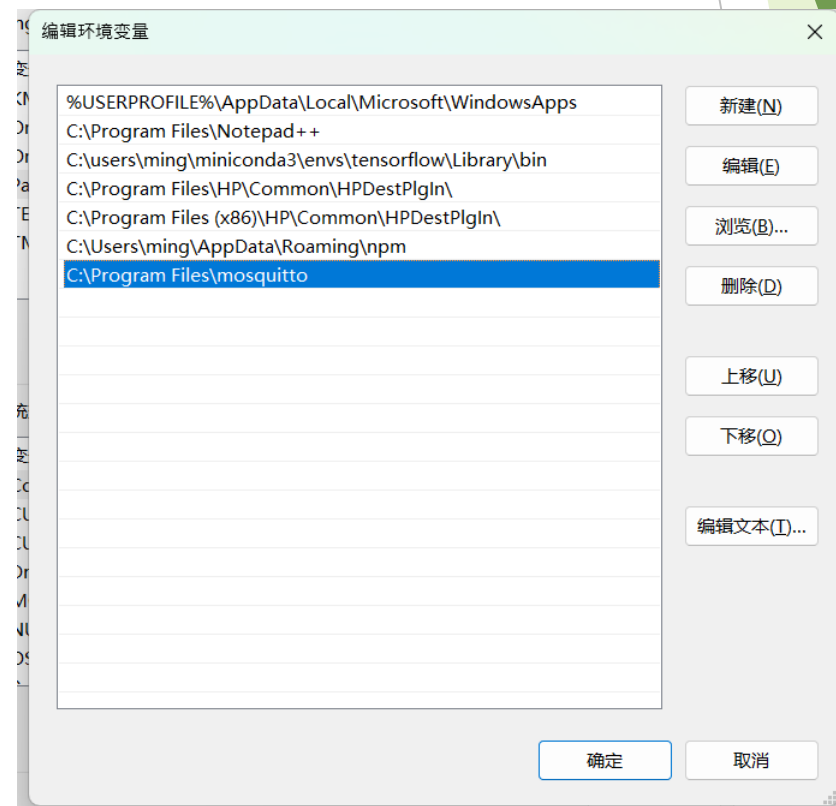 编辑环境变量
%USERPROFILE%\AppData\Local\Microsoft\WindowsApps
C:\Program Files\Notepad++
C:\users\ming\miniconda3\envs\tensorflow\Library\bin
C:\Program Files\HP\Common\HPDestPlgIn\
C:\Program Files (x86)\HP\Common\HPDestPlgIn\
C:\Users\ming\AppData\Roaming\npm
C:\Program Files\mosquitto
新建(N)
编辑(E)
浏览(B)...
删除(D)
上移(U)
下移(O)
编辑文本(T)...
确定
取消